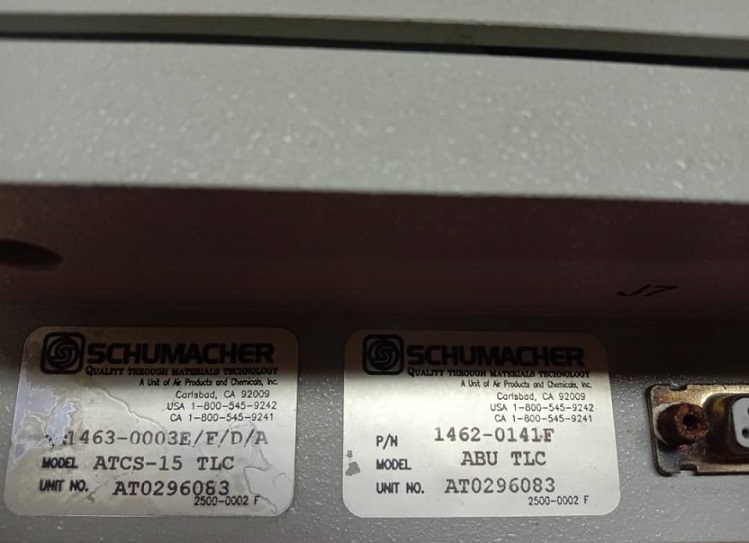 J7
SCHUMACHER
QUALITY THROUGH MATERIALS TECHNOLOGY
A Unit of Air Products and Chemicals, Inc.
Carlsbad, CA 92009
USA 1-800-545-9242
CA 1-800-545-9241
1463-0003E/F/D/A
MODEL ATCS-15 TLC
UNIT NO. AT0296083
2500-0002 F
SCHUMACHER
QUALITY THROUGH MATERIALS TECHNOLOGY
A Unit of Air Products and Chemicals, Inc.
Carlsbad, CA 92009
USA 1-800-545-9242
CA 1-800-545-9241
P/N 1462-0141F
MODEL ABU TLC
UNIT NO. AT0296083
2500-0002 F